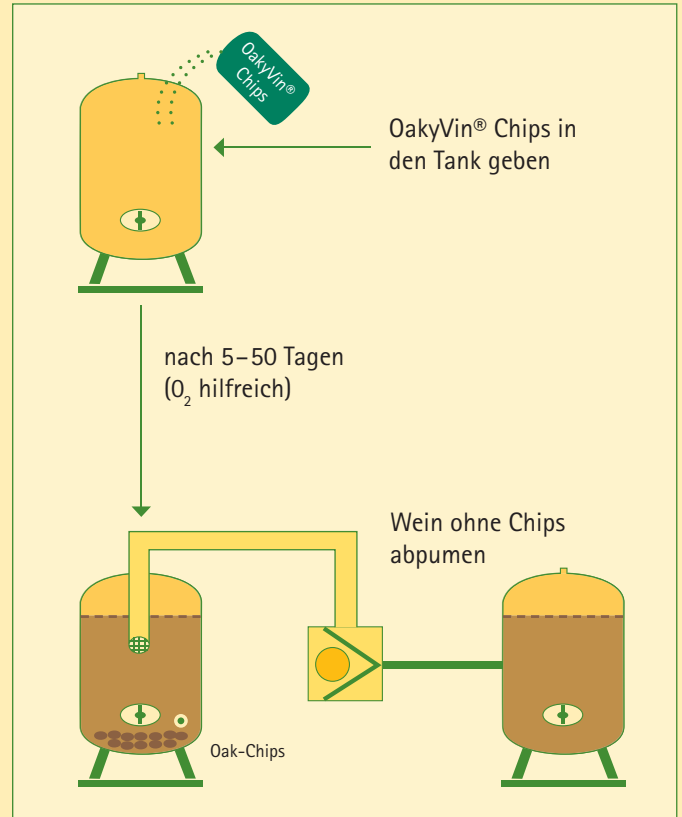 OakyVin®
Chips
OakyVin® Chips in
den Tank geben
nach 5–50 Tagen
(O₂ hilfreich)
Wein ohne Chips
abpumen
Oak-Chips